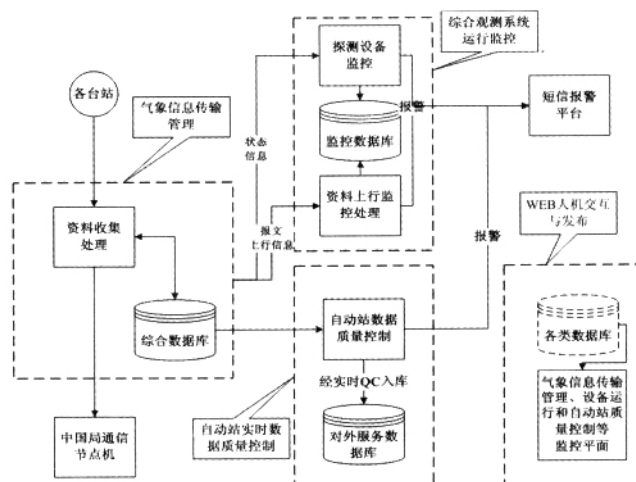 综合观测系统
运行监控
探测设备
监控
各台站
气象信息传输
管理
报警
短信报警
平台
状态
信息
监控数据库
资料上行监
控处理
WEB人机交互
与发布
资料收集
处理
报文
上行信息
报警
自动站数据
质量控制
综合数据库
各类数据库
经实时QC入库
气象信息传输
管理、设备运
行和自动站质
量控制等
监控平面
自动站实时数
据质量控制
对外服务数
据库
中国局通信
节点机